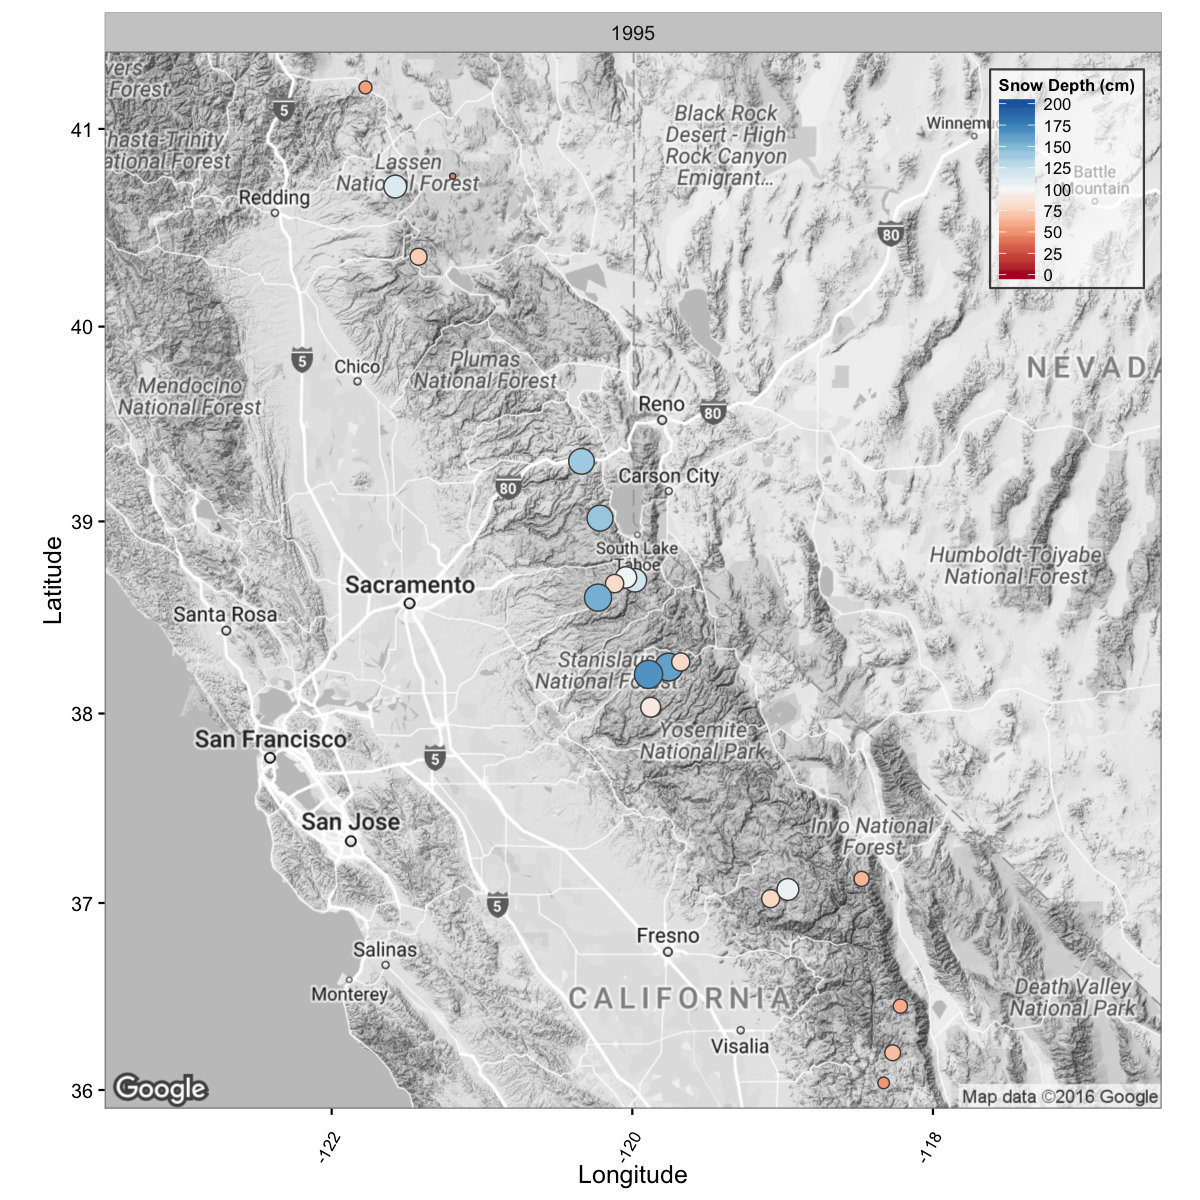 1995
vers
Forest
5
hasta-Trinity
ational Forest
Lassen
National Forest
Redding
Black Rock
Desert - High
Rock Canyon
Emigrant...
Winnemu
Snow Depth (cm)
200
175
150
125
100
75
50
25
0
Battle
Mountain
80
41
40
39
38
37
36
Latitude
5
Chico
Plumas
National Forest
Mendocino
National Forest
NEVADA
Reno
80
Carson City
80
South Lake
Tahoe
Humboldt-Toiyabe
National Forest
Sacramento
Santa Rosa
Stanislaus
National Forest
Yosemite
National Park
San Francisco
5
San Jose
Inyo National
Forest
5
Fresno
Salinas
Monterey
CALIFORNIA
Visalia
Death Valley
National Park
Google
Map data ©2016 Google
-122
-120
-118
Longitude